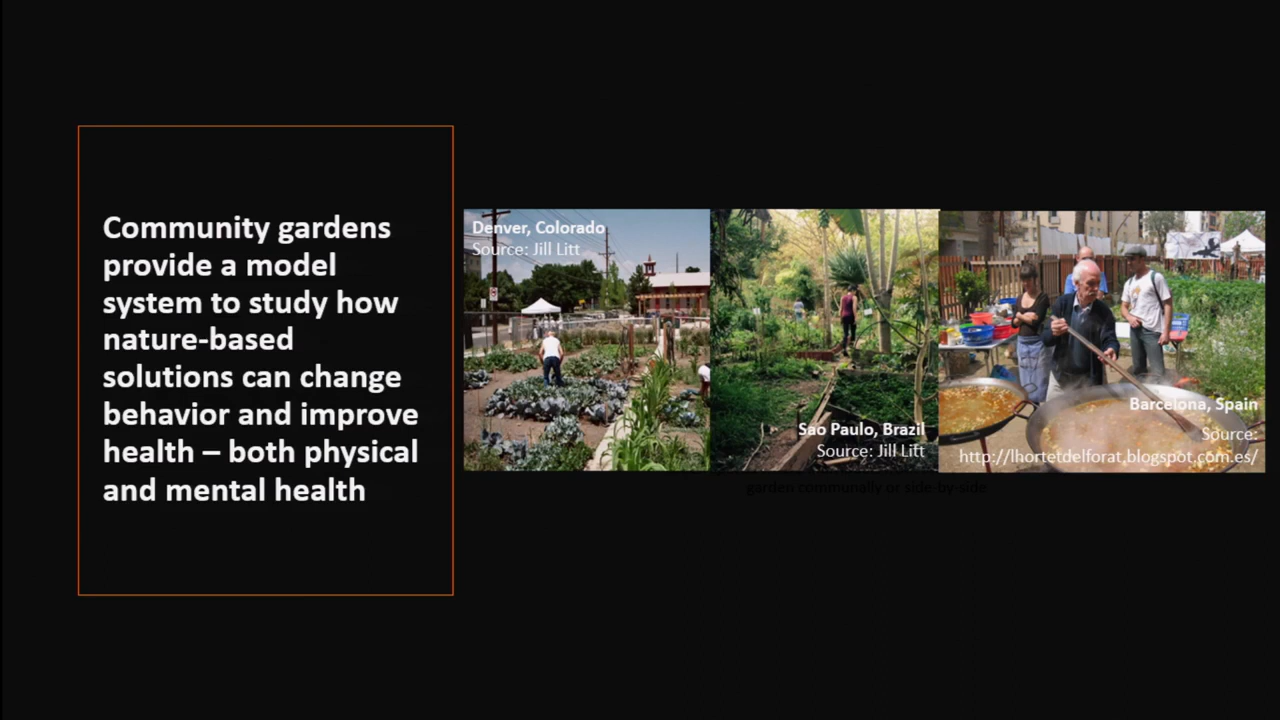 Community gardens
provide a model
system to study how
nature-based
solutions can change
behavior and improve
health – both physical
and mental health
Denver, Colorado
Source: Jill Litt
Sao Paulo, Brazil
Source: Jill Litt
Barcelona, Spain
Source:
http://lhortetdelforat.blogspot.com.es/
garden communally or side-by-side